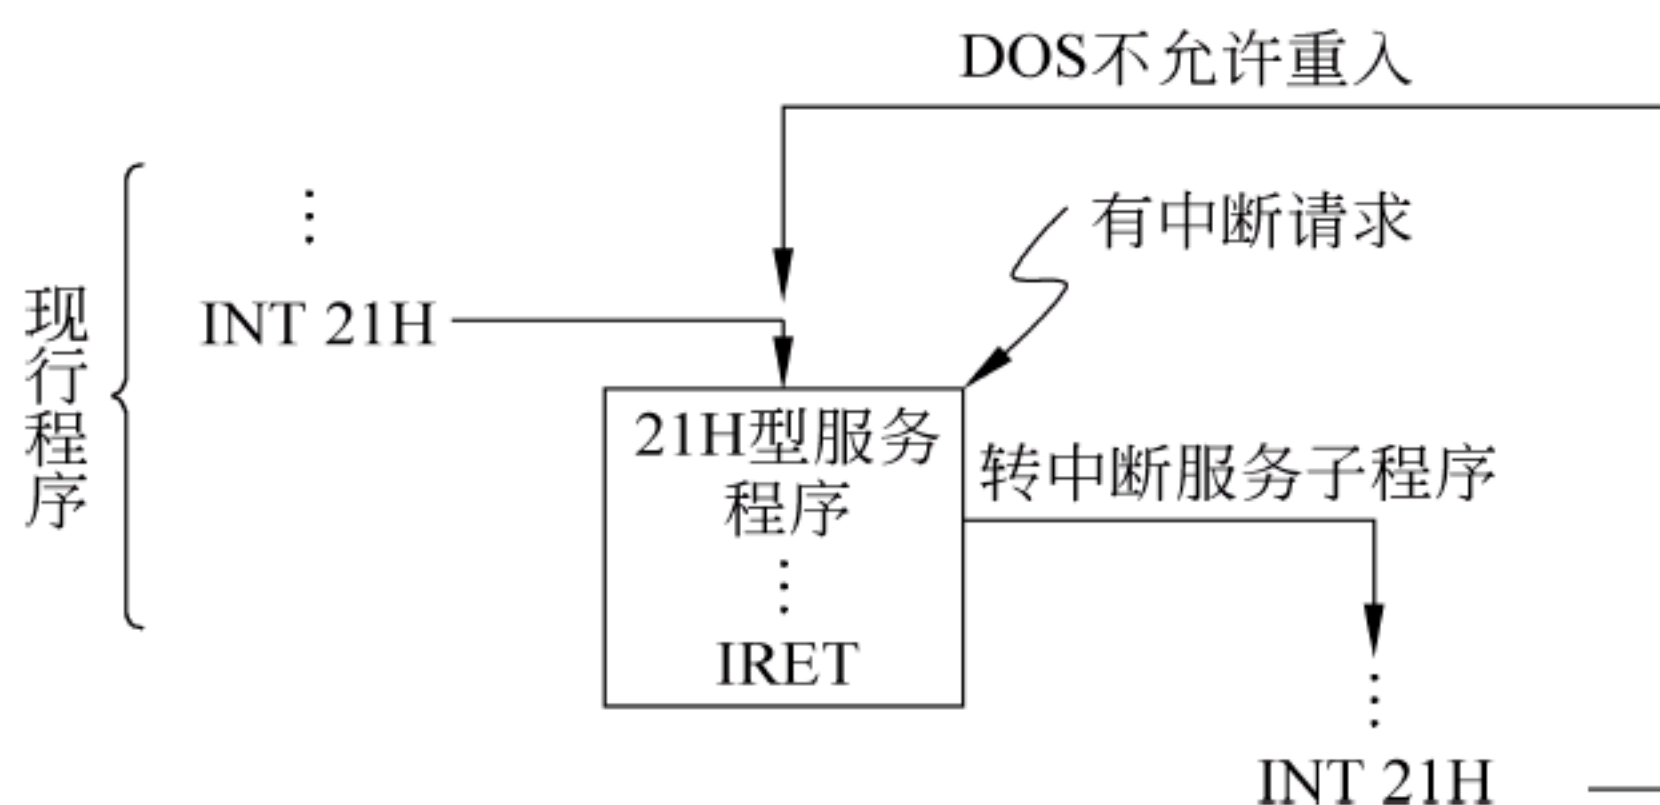 DOS不允许重入
有中断请求
现行程序
⋮
INT 21H
21H型服务
程序
⋮
IRET
转中断服务子程序
⋮
INT 21H